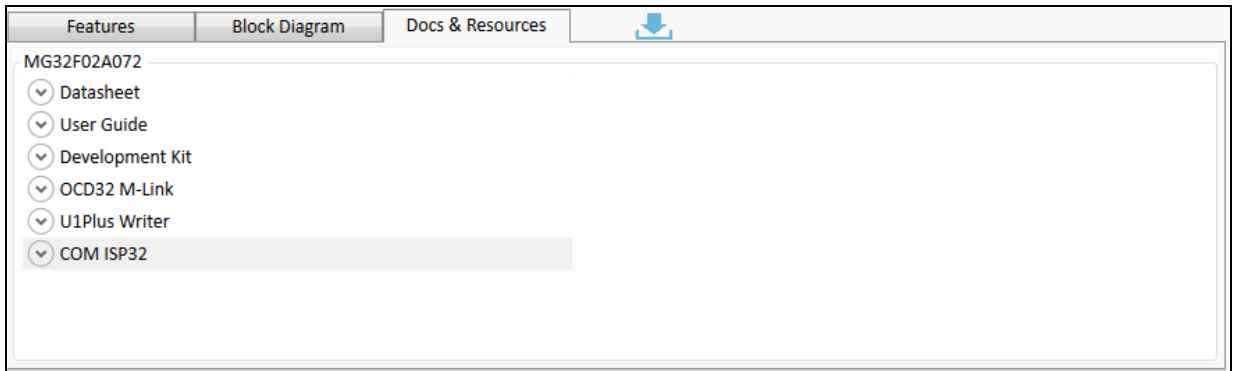 Features Block Diagram Docs & Resources
MG32F02A072
Datasheet
User Guide
Development Kit
OCD32 M-Link
U1Plus Writer
COM ISP32